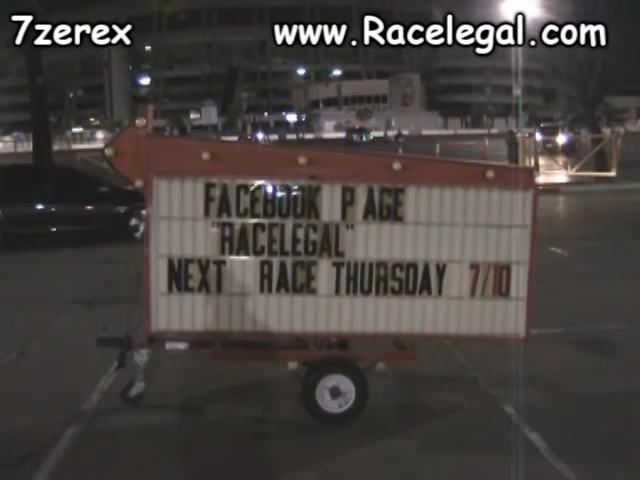 7zerex www.Racelegal.com
FACEBOOK PAGE
"RACELEGAL"
NEXT RACE THURSDAY 7/10